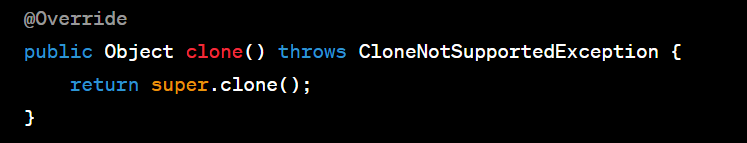 @Override
public Object clone() throws CloneNotSupportedException {
    return super.clone();
}